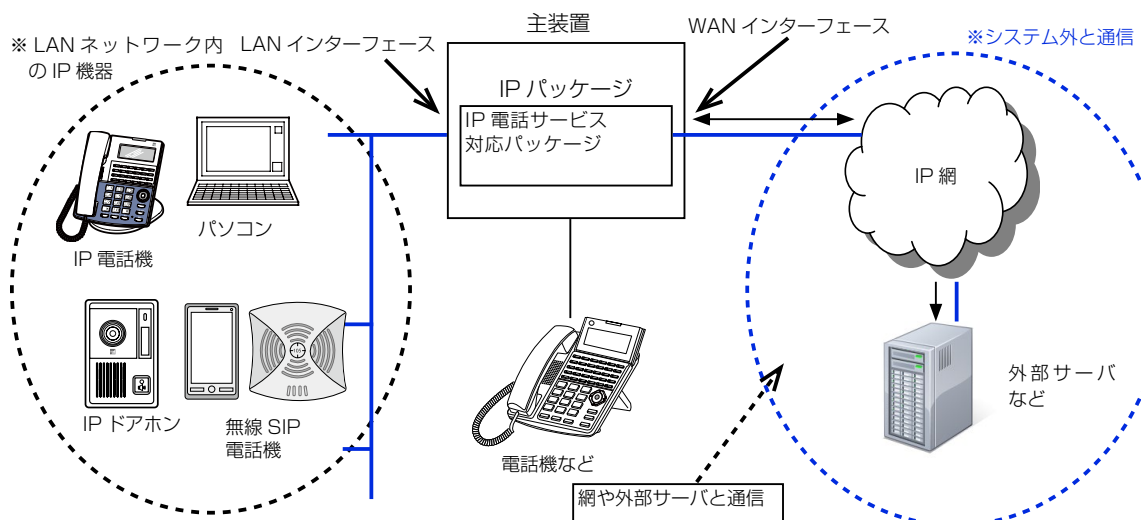 主装置
WAN インターフェース
※ LAN ネットワーク内
の IP 機器
LAN インターフェース
※システム外と通信
IP パッケージ
IP 電話サービス
対応パッケージ
IP 網
パソコン
IP 電話機
外部サーバ
など
IP ドアホン
無線 SIP
電話機
電話機など
網や外部サーバと通信